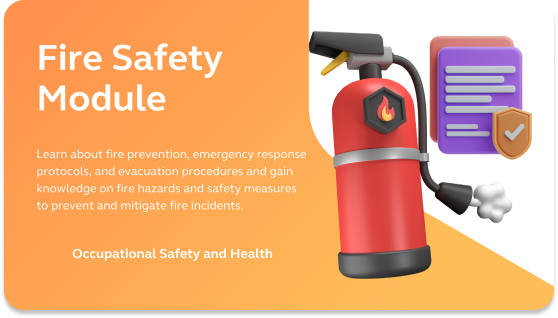 Fire Safety
Module
Learn about fire prevention, emergency response
protocols, and evacuation procedures and gain
knowledge on fire hazards and safety measures
to prevent and mitigate fire incidents.
Occupational Safety and Health